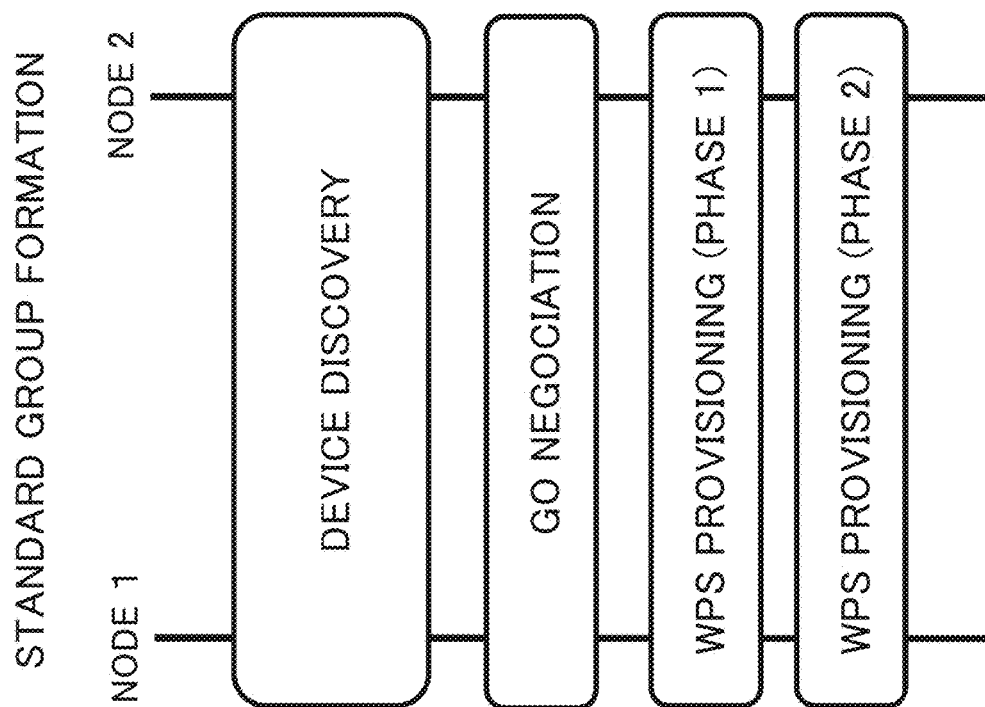 STANDARD GROUP FORMATION
NODE 1
NODE 2
DEVICE DISCOVERY
GO NEGOCIATION
WPS PROVISIONING (PHASE 1)
WPS PROVISIONING (PHASE 2)